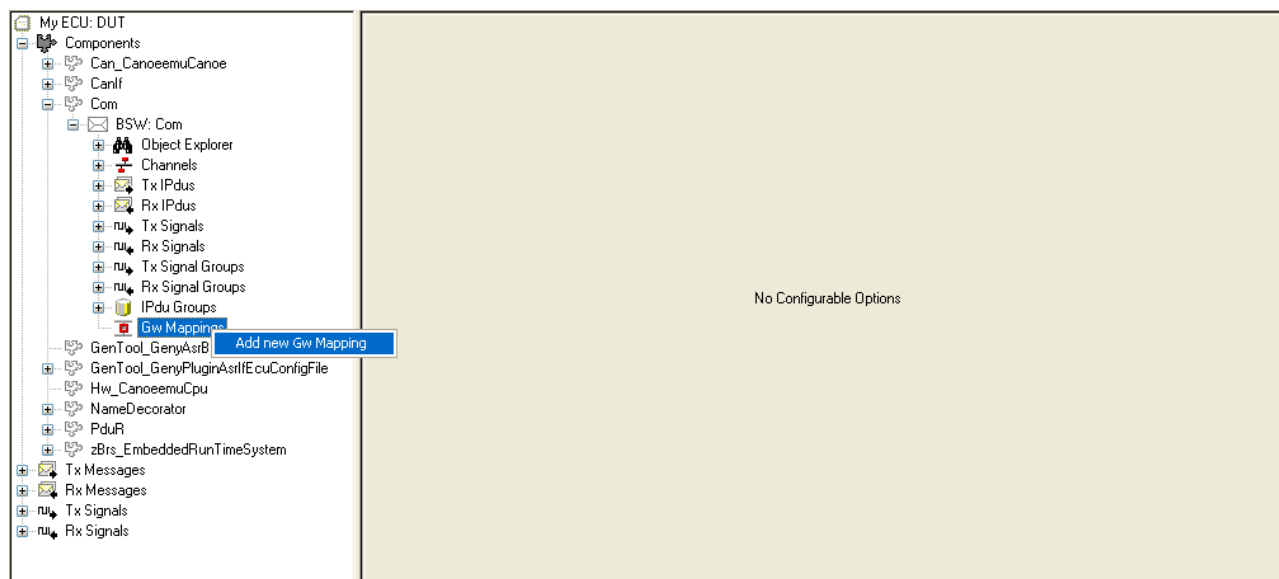 My ECU: DUT
Components
Can_CanoeemuCanoe
CanIf
Com
BSW: Com
Object Explorer
Channels
Tx IPdus
Rx IPdus
Tx Signals
Rx Signals
Tx Signal Groups
Rx Signal Groups
IPdu Groups
Gw Mappings
Add new Gw Mapping
GenTool_GenyAsrB
GenTool_GenyPluginAsrIfEcuConfigFile
Hw_CanoeemuCpu
NameDecorator
PduR
zBrs_EmbeddedRunTimeSystem
Tx Messages
Rx Messages
Tx Signals
Rx Signals
No Configurable Options